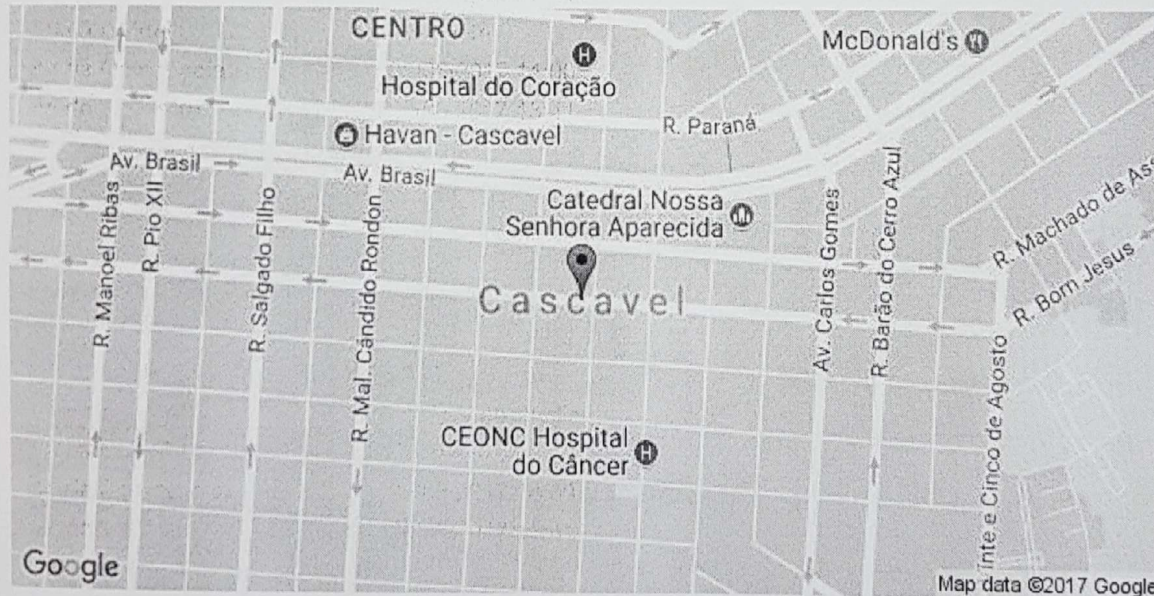 CENTRO
McDonald's
Hospital do Coração
R. Paraná
Havan - Cascavel
Av. Brasil
Av. Brasil
Catedral Nossa
Senhora Aparecida
R. Manoel Ribas
R. Pio XII
R. Salgado Filho
R. Mal. Cândido Rondon
Av. Carlos Gomes
R. Barão do Cerro Azul
R. Machado de Ass
R. Bom Jesus
Cascavel
inte e Cinco de Agosto
CEONC Hospital
do Câncer
Google
Map data ©2017 Google